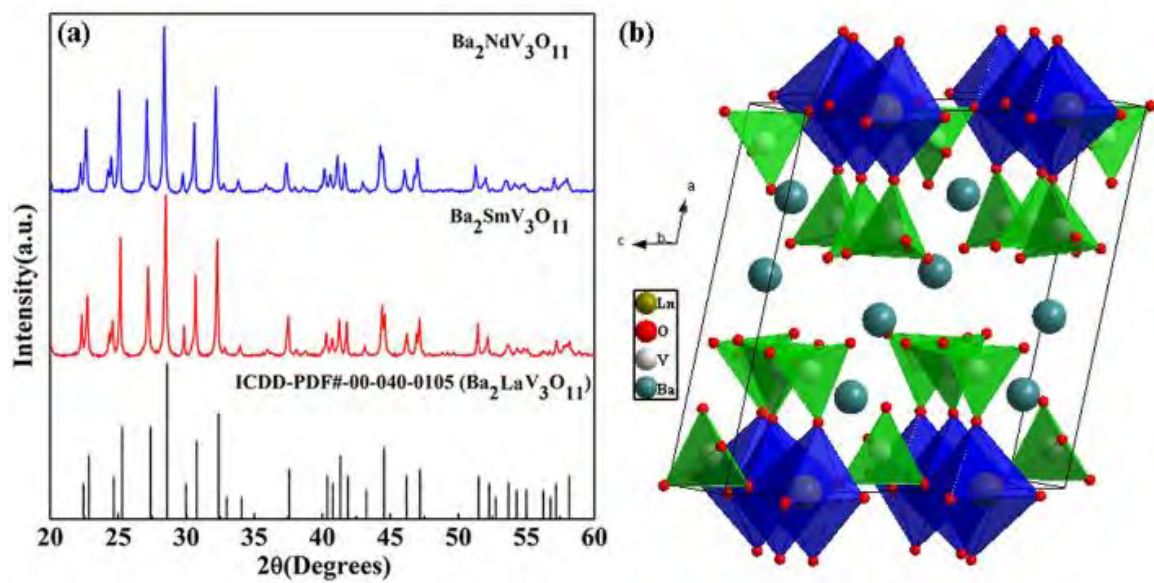 (a)
Ba₂NdV₃O₁₁
Ba₂SmV₃O₁₁
ICDD-PDF#-00-040-0105 (Ba₂LaV₃O₁₁)
Intensity(a.u.)
20 25 30 35 40 45 50 55 60
2θ(Degrees)
(b)
a
c
b
Ln
O
V
Ba